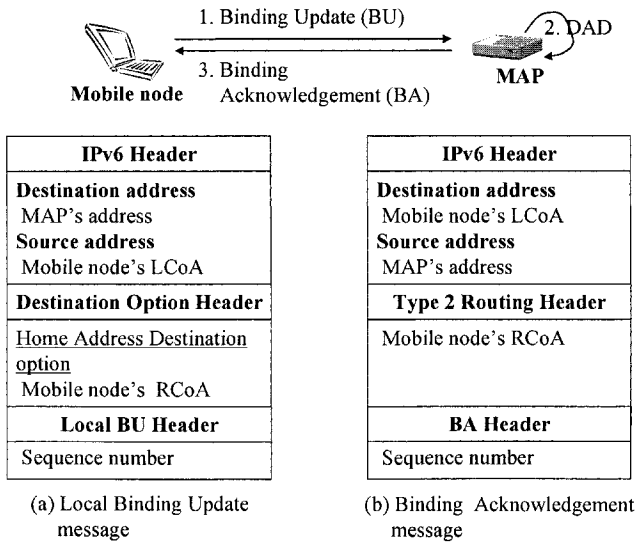 1. Binding Update (BU)
2. DAD
3. Binding
Acknowledgement (BA)
Mobile node
MAP
IPv6 Header
Destination address
MAP's address
Source address
Mobile node's LCoA
Destination Option Header
Home Address Destination
option
Mobile node's RCoA
Local BU Header
Sequence number
(a) Local Binding Update
message
IPv6 Header
Destination address
Mobile node's LCoA
Source address
MAP's address
Type 2 Routing Header
Mobile node's RCoA
BA Header
Sequence number
(b) Binding Acknowledgement
message